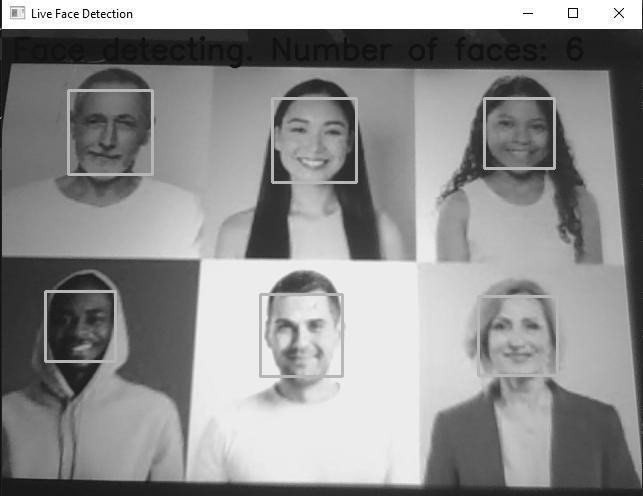 Live Face Detection
Face detecting. Number of faces: 6